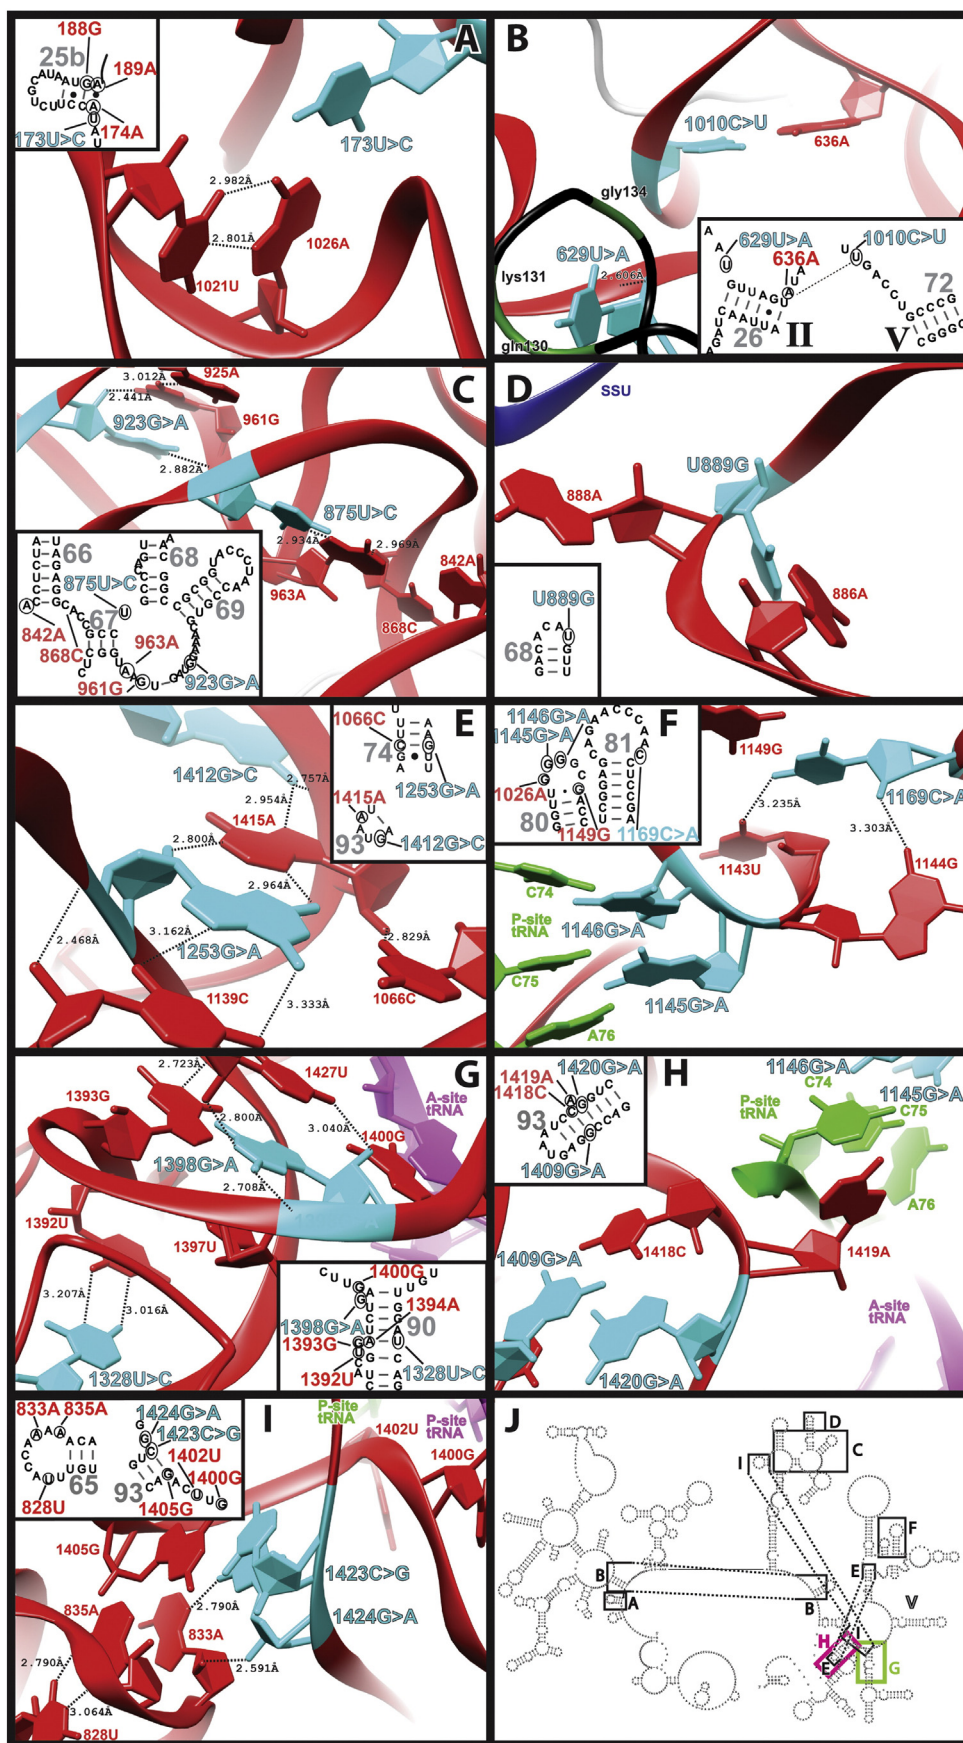 A
188G
25b
189A
173U>C
174A
173U>C
2.982Å
2.801Å
1026A
1021U
B
1010C>U
636A
gly134
629U>A
lys131
2.606Å
gln130
629U>A
1010C>U
636A
72
26
II
V
C
3.012Å
925A
2.441Å
961G
923G>A
2.882Å
875U>C
2.934Å
2.969Å
842A
963A
868C
66
68
875U>C
67
69
842A
963A
868C
961G
923G>A
D
SSU
U889G
888A
886A
U889G
68
E
1412G>C
2.757Å
2.954Å
1415A
2.800Å
2.964Å
3.162Å
2.468Å
1253G>A
2.829Å
1139C
1066C
3.333Å
1066C
74
1253G>A
1415A
93
1412G>C
F
1146G>A
1145G>A
81
1026A
80
1149G
1169C>A
1149G
3.235Å
1169C>A
3.303Å
1143U
1144G
C74
P-site
tRNA
1146G>A
C75
1145G>A
A76
G
2.723Å
1427U
1393G
A-site
tRNA
2.800Å
3.040Å
1400G
1398G>A
2.708Å
1392U
1397U
3.207Å
3.016Å
1328U>C
1400G
1394A
1398G>A
90
1393G
1392U
1328U>C
H
1420G>A
1419A
1418C
93
1409G>A
1146G>A
C74
1145G>A
P-site
tRNA
C75
A76
1418C
1419A
1409G>A
A-site
tRNA
1420G>A
I
833A
835A
1424G>A
1423C>G
1402U
1400G
65
93
828U
1405G
P-site
tRNA
P-site
tRNA
1402U
1400G
1405G
1423C>G
2.790Å
835A
1424G>A
833A
2.790Å
2.591Å
3.064Å
828U
J
D
C
I
F
B
E
A
B
V
H
I
E
G